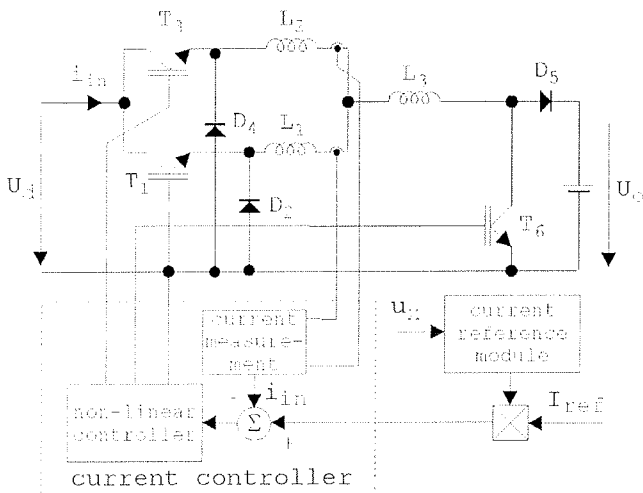 T3
L2
iin
L3
D5
D4
L1
Ud
T1
D2
T6
Uo
current
measure-
ment
uN
current
reference
module
non-linear
controller
-
iin
Σ
+
Iref
current controller